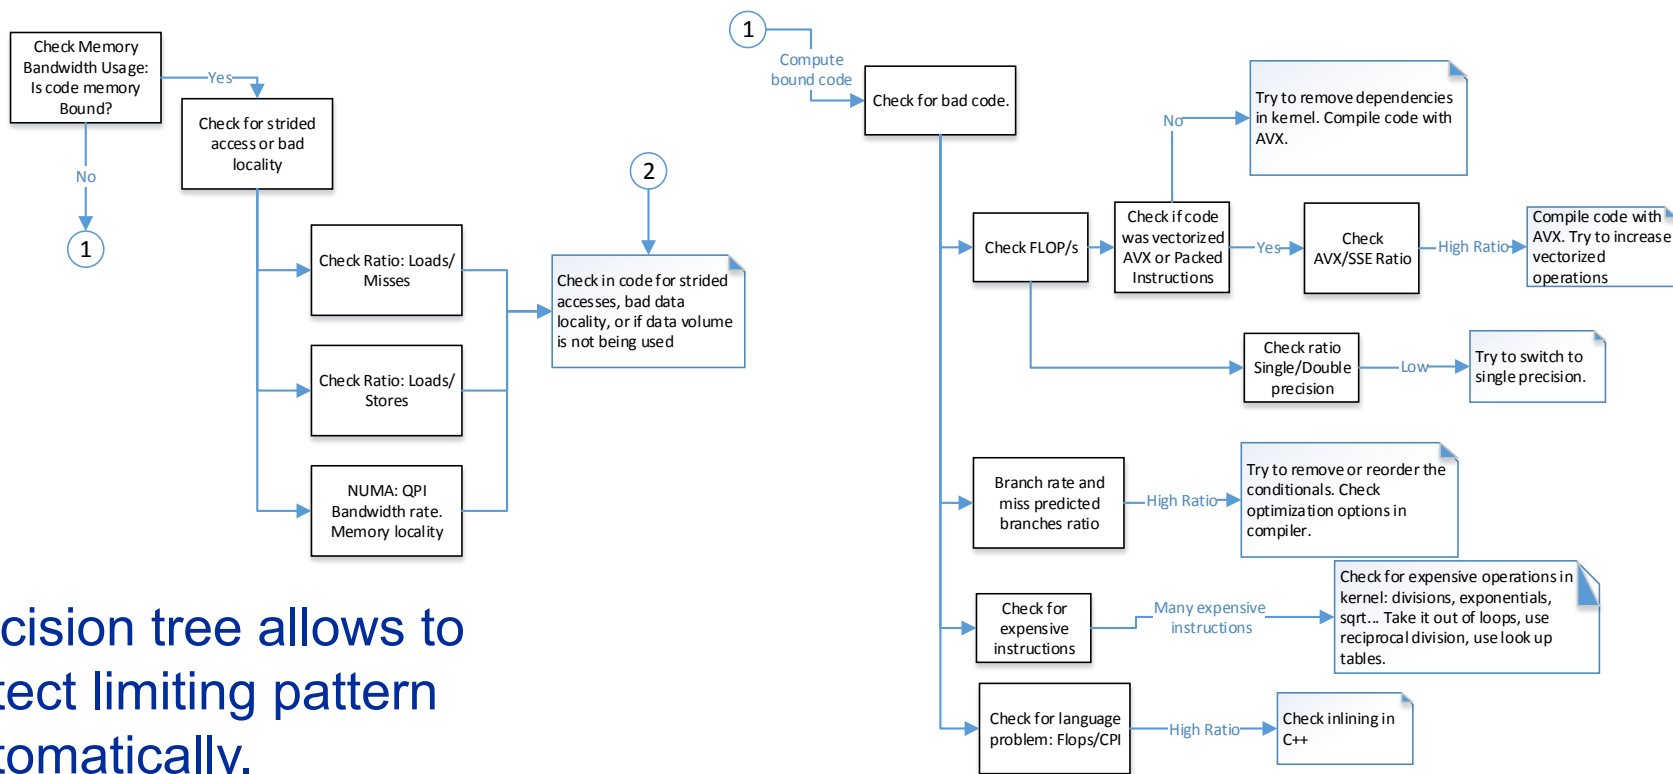 Check Memory
Bandwidth Usage:
Is code memory
Bound?
Yes
No
1
Check for strided
access or bad
locality
Check Ratio: Loads/
Misses
Check Ratio: Loads/
Stores
NUMA: QPI
Bandwidth rate.
Memory locality
2
Check in code for strided
accesses, bad data
locality, or if data volume
is not being used
1
Compute
bound code
Check for bad code.
Check FLOP/s
Check if code
was vectorized
AVX or Packed
Instructions
No
Try to remove dependencies
in kernel. Compile code with
AVX.
Yes
Check
AVX/SSE Ratio
High Ratio
Compile code with
AVX. Try to increase
vectorized
operations
Check ratio
Single/Double
precision
Low
Try to switch to
single precision.
Branch rate and
miss predicted
branches ratio
High Ratio
Try to remove or reorder the
conditionals. Check
optimization options in
compiler.
Check for
expensive
instructions
Many expensive
instructions
Check for expensive operations in
kernel: divisions, exponentials,
sqrt... Take it out of loops, use
reciprocal division, use look up
tables.
Check for language
problem: Flops/CPI
High Ratio
Check inlining in
C++
cision tree allows to
tect limiting pattern
tomatically.